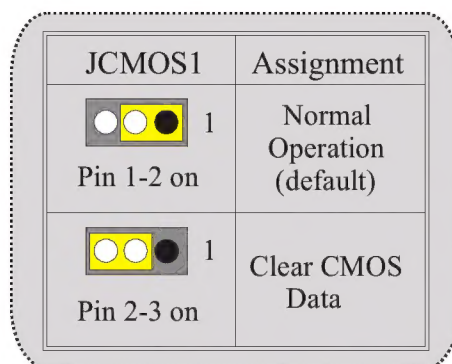 JCMOS1 Assignment
1
Pin 1-2 on
Normal
Operation
(default)
1
Pin 2-3 on
Clear CMOS
Data